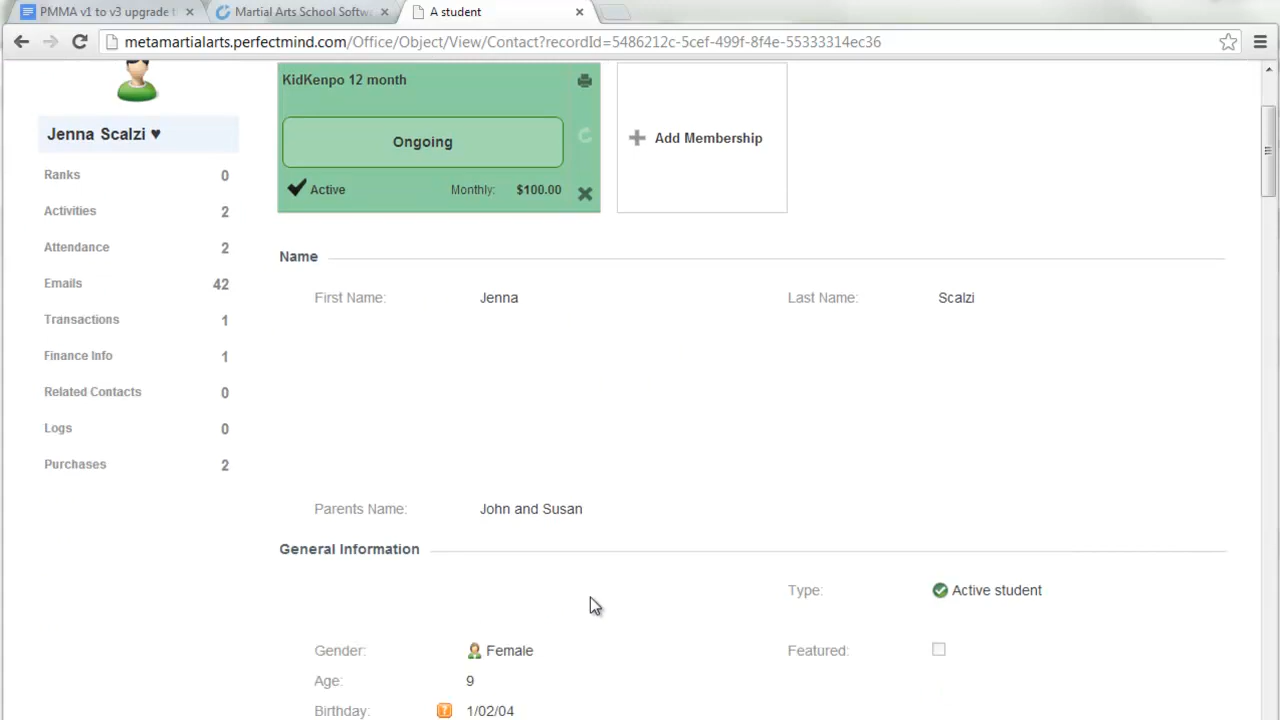 PMMA v1 to v3 upgrade t
Martial Arts School Softw
A student
metamartialarts.perfectmind.com/Office/Object/View/Contact?recordId=5486212c-5cef-499f-8f4e-55333314ec36
KidKenpo 12 month
Ongoing
Active Monthly: $100.00
Add Membership
Jenna Scalzi ♥
Ranks 0
Activities 2
Attendance 2
Emails 42
Transactions 1
Finance Info 1
Related Contacts 0
Logs 0
Purchases 2
Name
First Name: Jenna
Last Name: Scalzi
Parents Name: John and Susan
General Information
Type: Active student
Gender: Female
Featured:
Age: 9
Birthday: 1/02/04